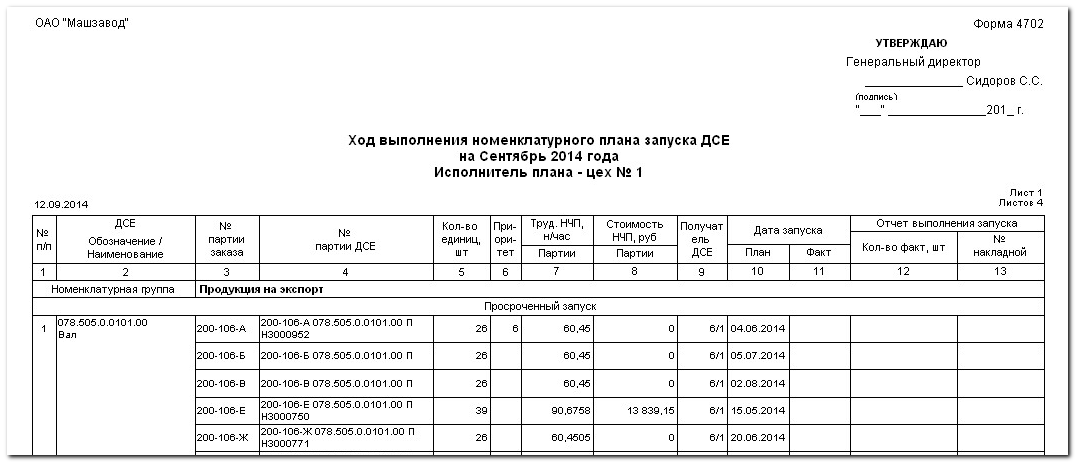 ОАО "Машзавод"
Форма 4702
УТВЕРЖДАЮ
Генеральный директор
_______________ Сидоров С.С.
(подпись)
"___" _______________201_ г.
Ход выполнения номенклатурного плана запуска ДСЕ
на Сентябрь 2014 года
Исполнитель плана - цех № 1
Лист 1
12.09.2014 Листов 4
№ п/п ДСЕ Обозначение / Наименование № партии заказа № партии ДСЕ Кол-во единиц, шт При-ори-тет Труд. НЧП, н/час Партии Стоимость НЧП, руб Партии Получат ель ДСЕ Дата запуска План Факт Отчет выполнения запуска Кол-во факт, шт № накладной
1 2 3 4 5 6 7 8 9 10 11 12 13
Номенклатурная группа Продукция на экспорт
Просроченный запуск
1 078.505.0.0101.00 Вал 200-106-А 200-106-А 078.505.0.0101.00 П Н3000952 26 6 60,45 0 6/1 04.06.2014
200-106-Б 200-106-Б 078.505.0.0101.00 П 26 60,45 0 6/1 05.07.2014
200-106-В 200-106-В 078.505.0.0101.00 П 26 60,45 0 6/1 02.08.2014
200-106-Е 200-106-Е 078.505.0.0101.00 П Н3000750 39 90,6758 13 839,15 6/1 15.05.2014
200-106-Ж 200-106-Ж 078.505.0.0101.00 П Н3000771 26 60,4505 0 6/1 20.06.2014